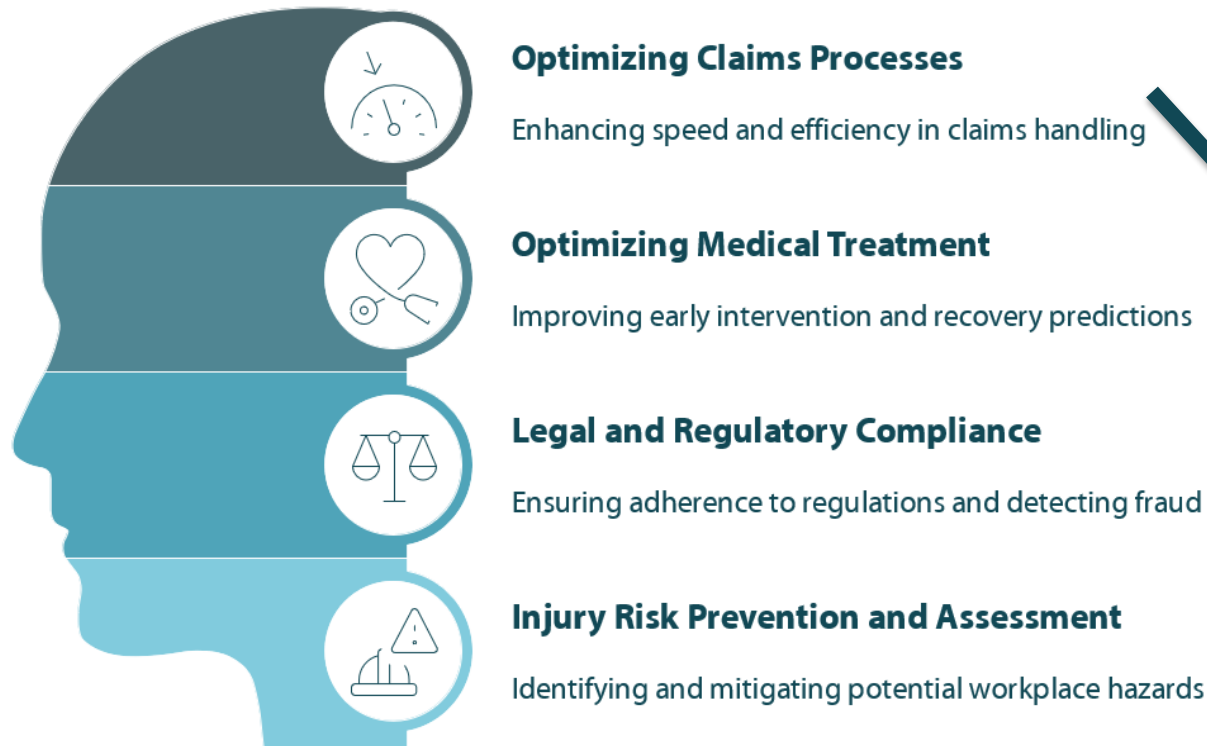 Optimizing Claims Processes
Enhancing speed and efficiency in claims handling
Optimizing Medical Treatment
Improving early intervention and recovery predictions
Legal and Regulatory Compliance
Ensuring adherence to regulations and detecting fraud
Injury Risk Prevention and Assessment
Identifying and mitigating potential workplace hazards